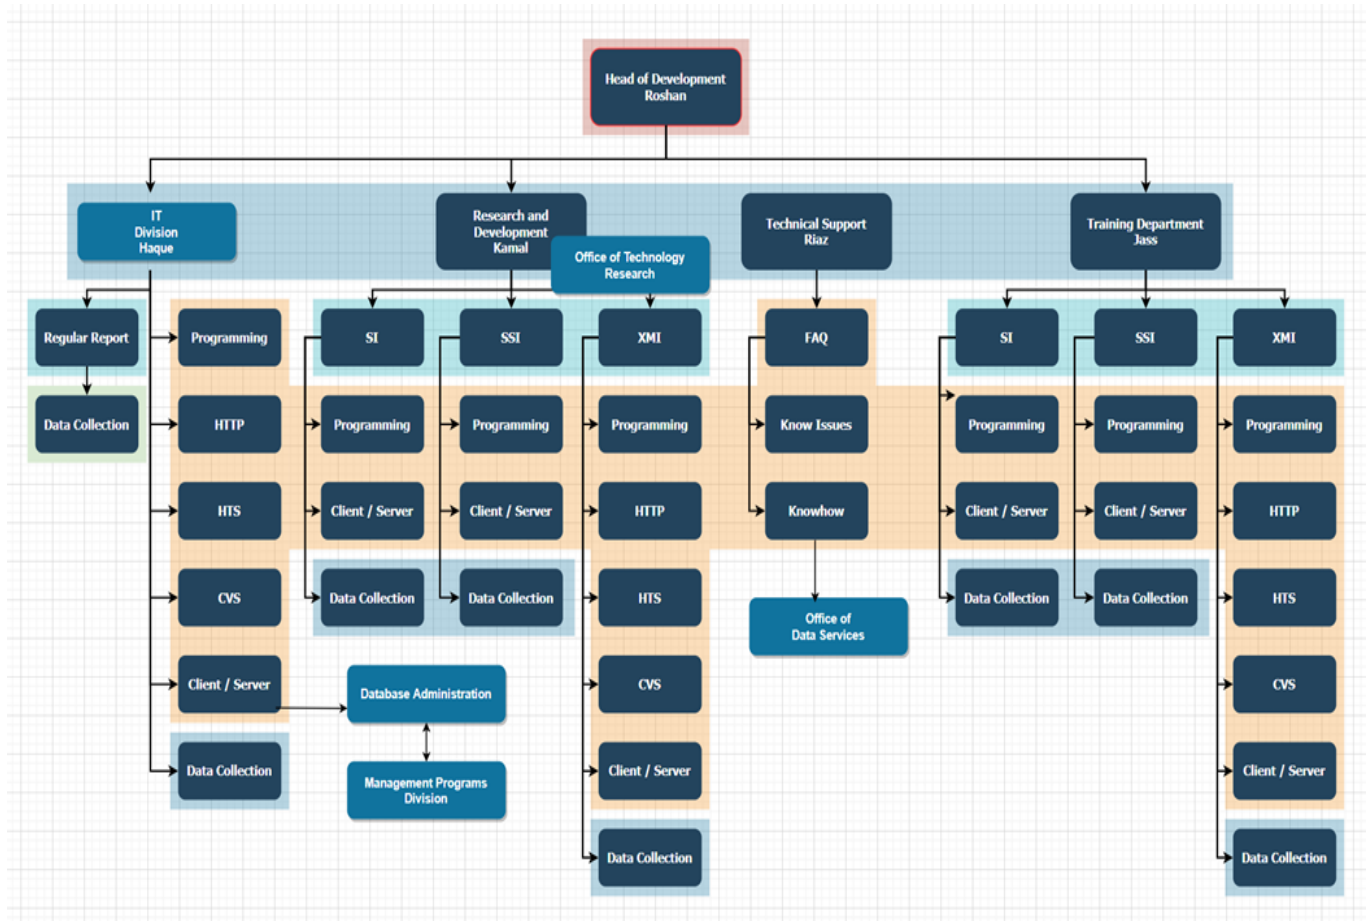 Head of Development
Roshan
IT
Division
Haque
Research and
Development
Kamal
Office of Technology
Research
Technical Support
Riaz
Training Department
Jass
Regular Report
Programming
SI
SSI
XMI
FAQ
SI
SSI
XMI
Data Collection
HTTP
Programming
Programming
Programming
Know Issues
Programming
Programming
Programming
HTS
Client / Server
Client / Server
HTTP
Knowhow
Client / Server
Client / Server
HTTP
CVS
Data Collection
Data Collection
HTS
Office of
Data Services
Data Collection
Data Collection
HTS
Client / Server
Database Administration
CVS
CVS
Data Collection
Management Programs
Division
Client / Server
Client / Server
Data Collection
Data Collection